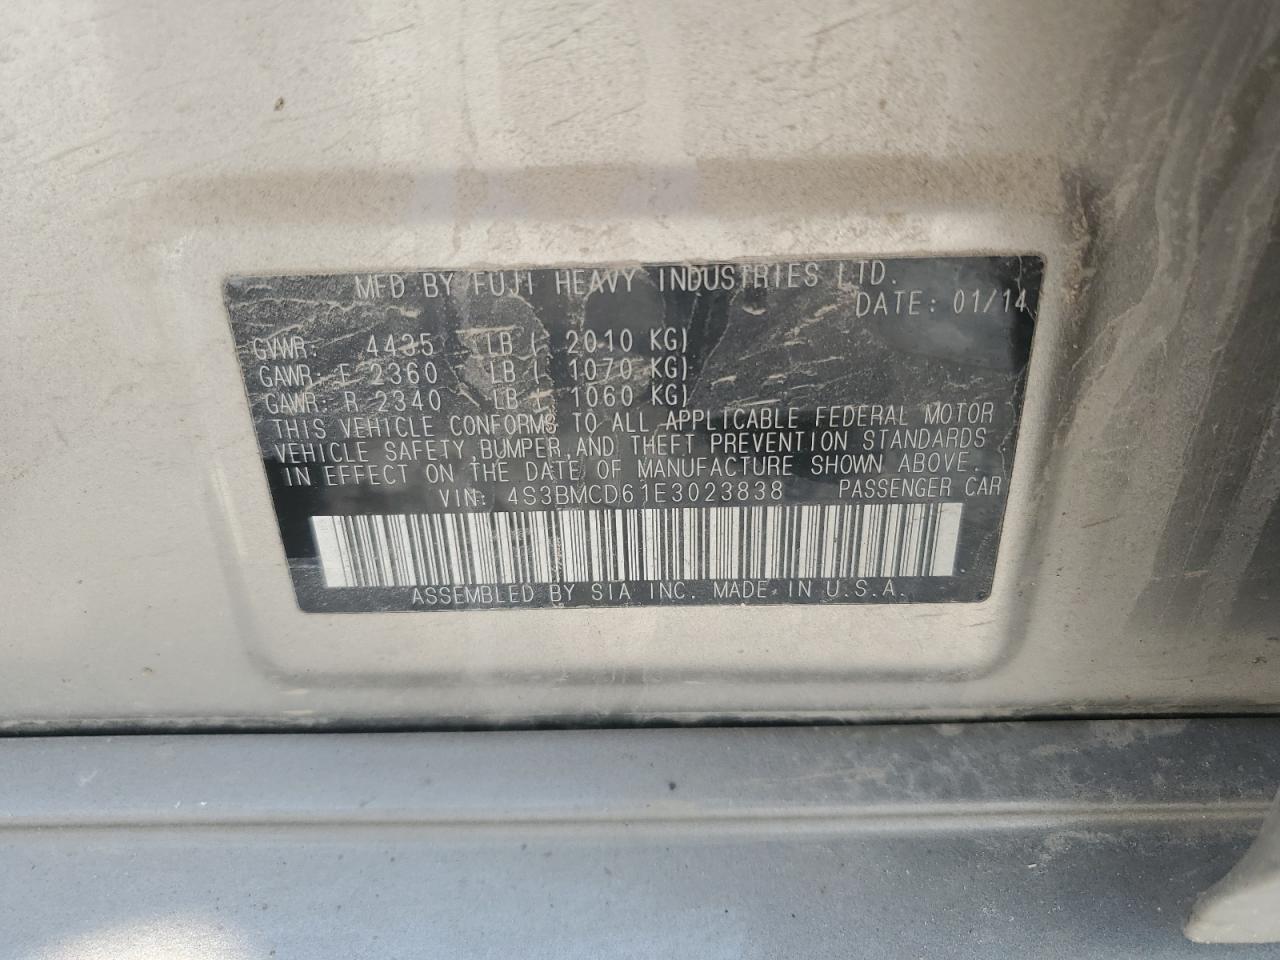 MFD BY FUJI HEAVY INDUSTRIES LTD.
DATE: 01/14
GVWR: 4435 LB ( 2010 KG)
GAWR: F 2360 LB ( 1070 KG)
GAWR: R 2340 LB ( 1060 KG)
THIS VEHICLE CONFORMS TO ALL APPLICABLE FEDERAL MOTOR
VEHICLE SAFETY, BUMPER, AND THEFT PREVENTION STANDARDS
IN EFFECT ON THE DATE OF MANUFACTURE SHOWN ABOVE.
VIN: 4S3BMCD61E3023838 PASSENGER CAR
ASSEMBLED BY SIA INC. MADE IN U.S.A.